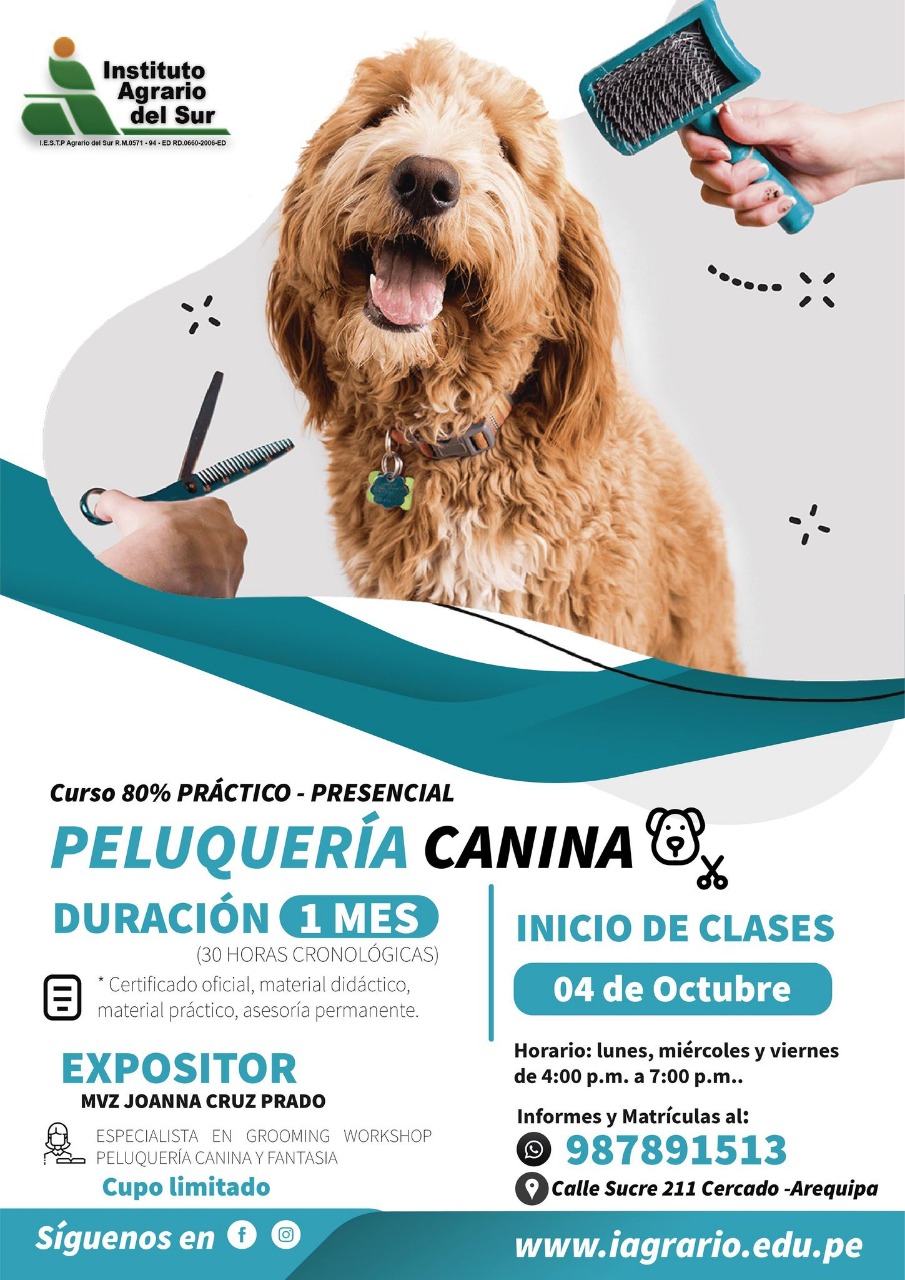 Instituto
Agrario
del Sur
I.E.S.T.P Agrario del Sur R.M.0571 - 94 - ED RD.0660-2006-ED
Curso 80% PRÁCTICO - PRESENCIAL
PELUQUERÍA CANINA
DURACIÓN 1 MES
(30 HORAS CRONOLÓGICAS)
* Certificado oficial, material didáctico,
material práctico, asesoría permanente.
EXPOSITOR
MVZ JOANNA CRUZ PRADO
ESPECIALISTA EN GROOMING WORKSHOP
PELUQUERÍA CANINA Y FANTASIA
Cupo limitado
INICIO DE CLASES
04 de Octubre
Horario: lunes, miércoles y viernes
de 4:00 p.m. a 7:00 p.m..
Informes y Matrículas al:
987891513
Calle Sucre 211 Cercado -Arequipa
Síguenos en
www.iagrario.edu.pe